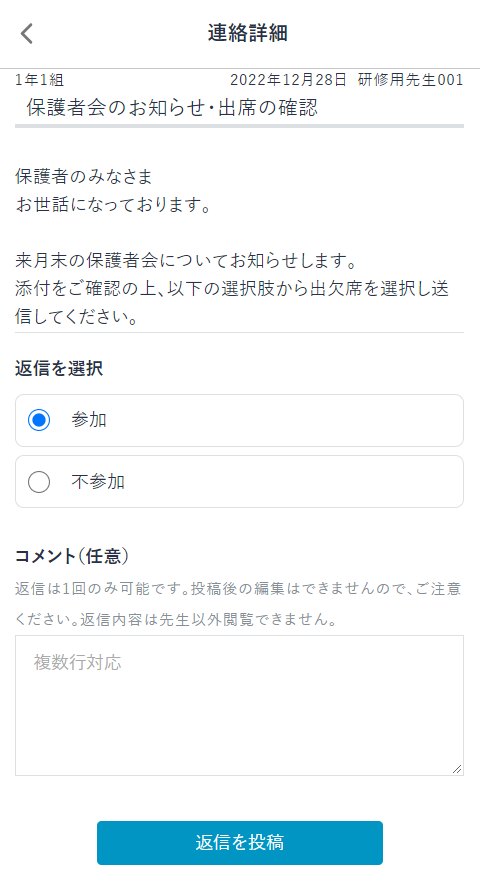 連絡詳細
1年1組 2022年12月28日 研修用先生001
保護者会のお知らせ・出席の確認
保護者のみなさま
お世話になっております。
来月末の保護者会についてお知らせします。
添付をご確認の上、以下の選択肢から出欠席を選択し送
信してください。
返信を選択
参加
不参加
コメント（任意）
返信は1回のみ可能です。投稿後の編集はできませんので、ご注意
ください。返信内容は先生以外閲覧できません。
複数行対応
返信を投稿